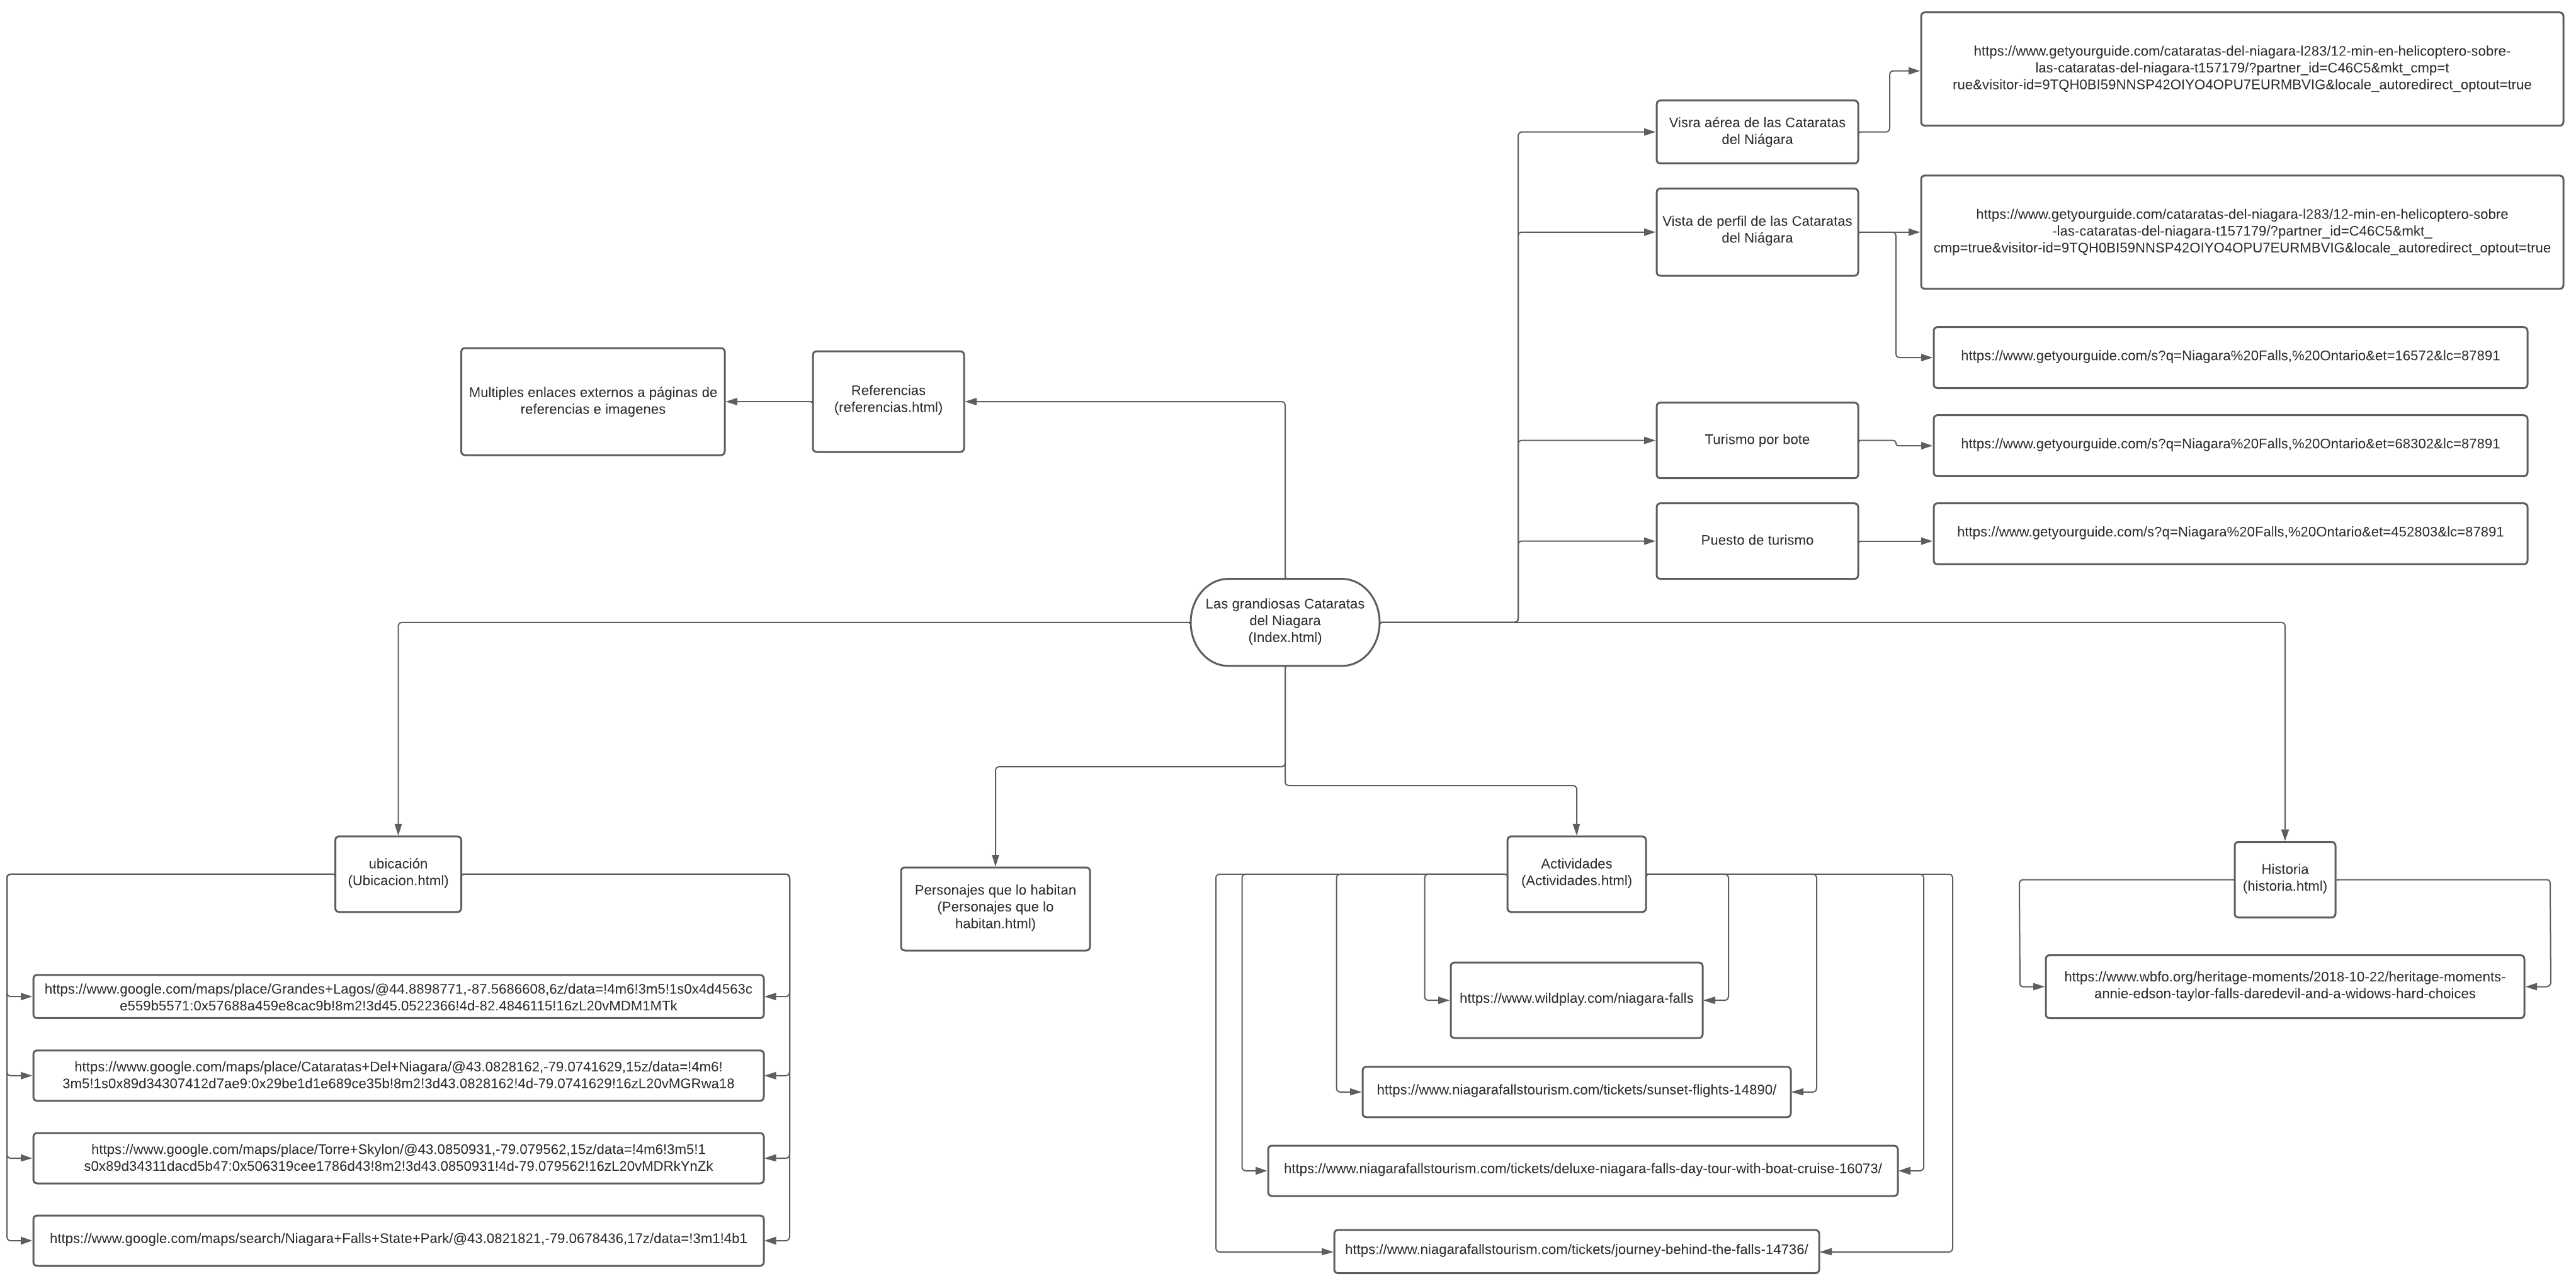 https://www.getyourguide.com/cataratas-del-niagara-l283/12-min-en-helicoptero-sobre-
las-cataratas-del-niagara-t157179/?partner_id=C46C5&mkt_cmp=t
rue&visitor-id=9TQH0BI59NNSP42OIYO4OPU7EURMBVIG&locale_autoredirect_optout=true
Visra aérea de las Cataratas
del Niágara
Vista de perfil de las Cataratas
del Niágara
https://www.getyourguide.com/cataratas-del-niagara-l283/12-min-en-helicoptero-sobre
-las-cataratas-del-niagara-t157179/?partner_id=C46C5&mkt_
cmp=true&visitor-id=9TQH0BI59NNSP42OIYO4OPU7EURMBVIG&locale_autoredirect_optout=true
https://www.getyourguide.com/s?q=Niagara%20Falls,%20Ontario&et=16572&lc=87891
Multiples enlaces externos a páginas de
referencias e imagenes
Referencias
(referencias.html)
Turismo por bote
https://www.getyourguide.com/s?q=Niagara%20Falls,%20Ontario&et=68302&lc=87891
Puesto de turismo
https://www.getyourguide.com/s?q=Niagara%20Falls,%20Ontario&et=452803&lc=87891
Las grandiosas Cataratas
del Niagara
(Index.html)
ubicación
(Ubicacion.html)
Personajes que lo habitan
(Personajes que lo
habitan.html)
Actividades
(Actividades.html)
Historia
(historia.html)
https://www.google.com/maps/place/Grandes+Lagos/@44.8898771,-87.5686608,6z/data=!4m6!3m5!1s0x4d4563c
e559b5571:0x57688a459e8cac9b!8m2!3d45.0522366!4d-82.4846115!16zL20vMDM1MTk
https://www.google.com/maps/place/Cataratas+Del+Niagara/@43.0828162,-79.0741629,15z/data=!4m6!
3m5!1s0x89d34307412d7ae9:0x29be1d1e689ce35b!8m2!3d43.0828162!4d-79.0741629!16zL20vMGRwa18
https://www.google.com/maps/place/Torre+Skylon/@43.0850931,-79.079562,15z/data=!4m6!3m5!1
s0x89d34311dacd5b47:0x506319cee1786d43!8m2!3d43.0850931!4d-79.079562!16zL20vMDRkYnZk
https://www.google.com/maps/search/Niagara+Falls+State+Park/@43.0821821,-79.0678436,17z/data=!3m1!4b1
https://www.wildplay.com/niagara-falls
https://www.niagarafallstourism.com/tickets/sunset-flights-14890/
https://www.niagarafallstourism.com/tickets/deluxe-niagara-falls-day-tour-with-boat-cruise-16073/
https://www.niagarafallstourism.com/tickets/journey-behind-the-falls-14736/
https://www.wbfo.org/heritage-moments/2018-10-22/heritage-moments-
annie-edson-taylor-falls-daredevil-and-a-widows-hard-choices